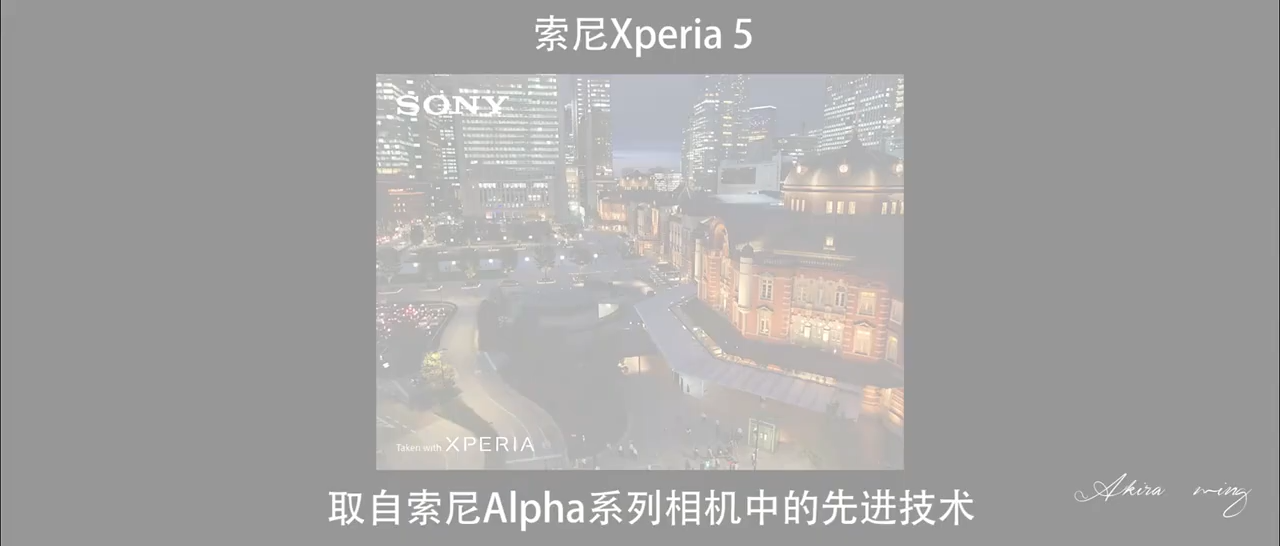 索尼Xperia 5
SONY
Taken with XPERIA
取自索尼Alpha系列相机中的先进技术
Akira wing